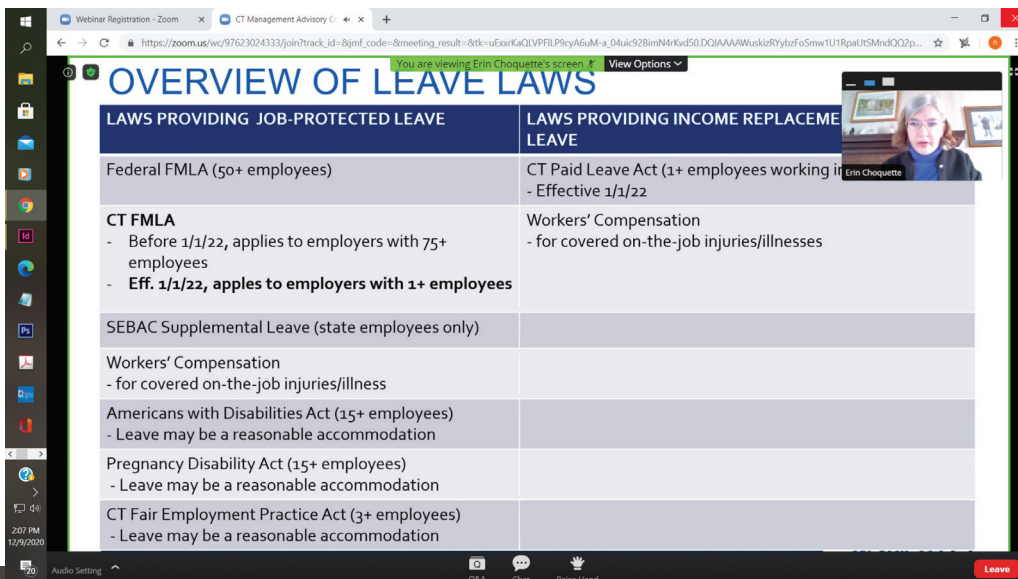 Webinar Registration - Zoom
CT Management Advisory Co
https://zoom.us/wc/97623024333/join?track_id=&jmf_code=&meeting_result=&tk=
You are viewing Erin Choquette's screen
View Options
OVERVIEW OF LEAVE LAWS
LAWS PROVIDING JOB-PROTECTED LEAVE
LAWS PROVIDING INCOME REPLACEME
LEAVE
Erin Choquette
Federal FMLA (50+ employees)
CT Paid Leave Act (1+ employees working in
- Effective 1/1/22
CT FMLA
- Before 1/1/22, applies to employers with 75+
employees
- Eff. 1/1/22, apples to employers with 1+ employees
Workers' Compensation
- for covered on-the-job injuries/illnesses
SEBAC Supplemental Leave (state employees only)
Workers' Compensation
- for covered on-the-job injuries/illness
Americans with Disabilities Act (15+ employees)
- Leave may be a reasonable accommodation
Pregnancy Disability Act (15+ employees)
- Leave may be a reasonable accommodation
CT Fair Employment Practice Act (3+ employees)
- Leave may be a reasonable accommodation
Id
Ps
2:07 PM
12/9/2020
20
Audio Setting
Leave